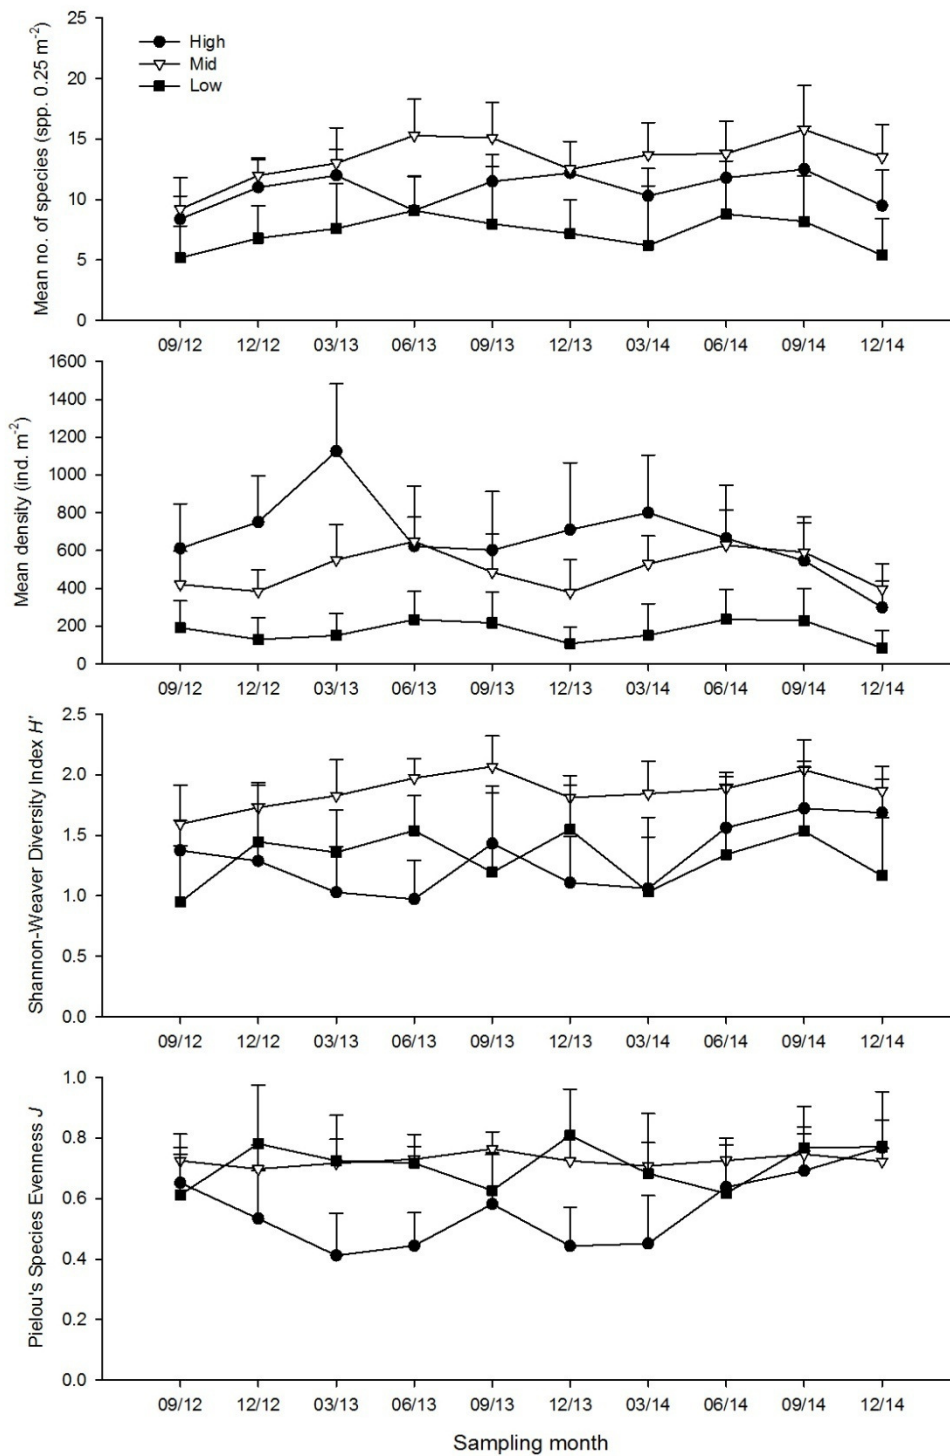 Mean no. of species (spp. 0.25 m⁻²)
25
20
15
10
5
0
High
Mid
Low
09/12 12/12 03/13 06/13 09/13 12/13 03/14 06/14 09/14 12/14
Mean density (ind. m⁻²)
1600
1400
1200
1000
800
600
400
200
0
09/12 12/12 03/13 06/13 09/13 12/13 03/14 06/14 09/14 12/14
Shannon-Weaver Diversity Index H'
2.5
2.0
1.5
1.0
0.5
0.0
09/12 12/12 03/13 06/13 09/13 12/13 03/14 06/14 09/14 12/14
Pielou's Species Evenness J
1.0
0.8
0.6
0.4
0.2
0.0
09/12 12/12 03/13 06/13 09/13 12/13 03/14 06/14 09/14 12/14
Sampling month